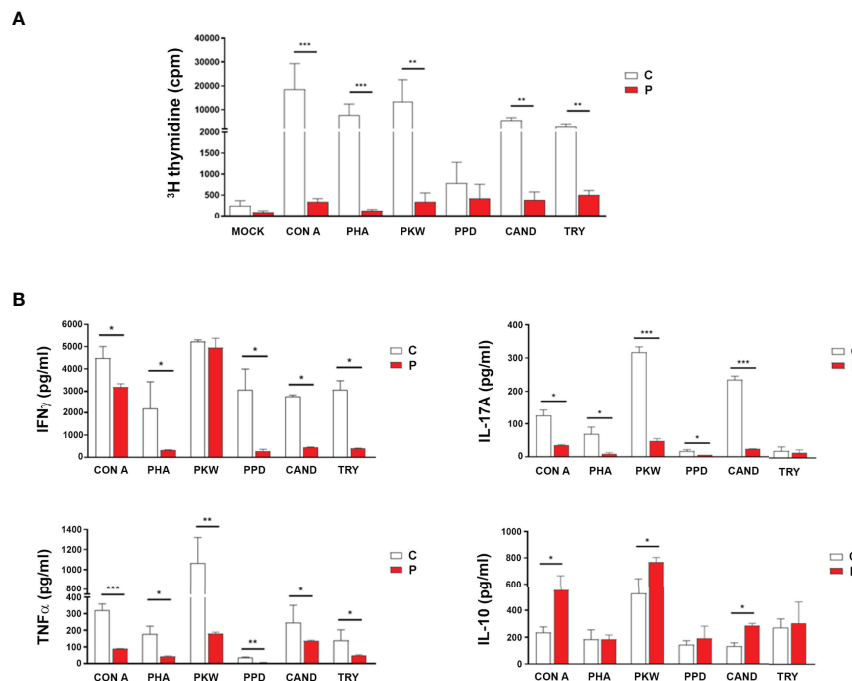 A
***
***
**
**
**
C
P
40000
30000
20000
10000
2000
1500
1000
500
0
³H thymidine (cpm)
MOCK CON A PHA PKW PPD CAND TRY
B
6000
5000
4000
3000
2000
1000
0
IFNγ (pg/ml)
* * * * *
C
P
CON A PHA PKW PPD CAND TRY
400
300
200
100
0
IL-17A (pg/ml)
* * *** * ***
CON A PHA PKW PPD CAND TRY
1400
1200
1000
800
400
300
200
100
0
TNFα (pg/ml)
*** * ** ** * *
C
P
CON A PHA PKW PPD CAND TRY
1000
800
600
400
200
0
IL-10 (pg/ml)
* * *
CON A PHA PKW PPD CAND TRY